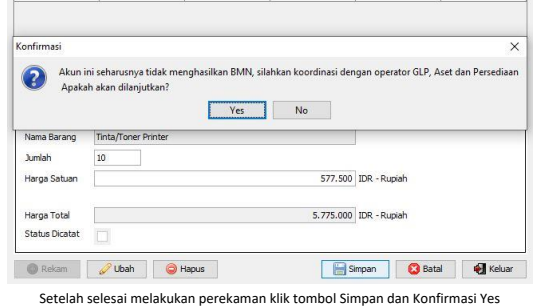 Konfirmasi
Akun ini seharusnya tidak menghasilkan BMN, silahkan koordinasi dengan operator GLP, Aset dan Persediaan
Apakah akan dilanjutkan?
Yes No
Nama Barang Tinta/Toner Printer
Jumlah 10
Harga Satuan 577.500 IDR - Rupiah
Harga Total 5.775.000 IDR - Rupiah
Status Dicatat
Rekam Ubah Hapus Simpan Batal Keluar
Setelah selesai melakukan perekaman klik tombol Simpan dan Konfirmasi Yes